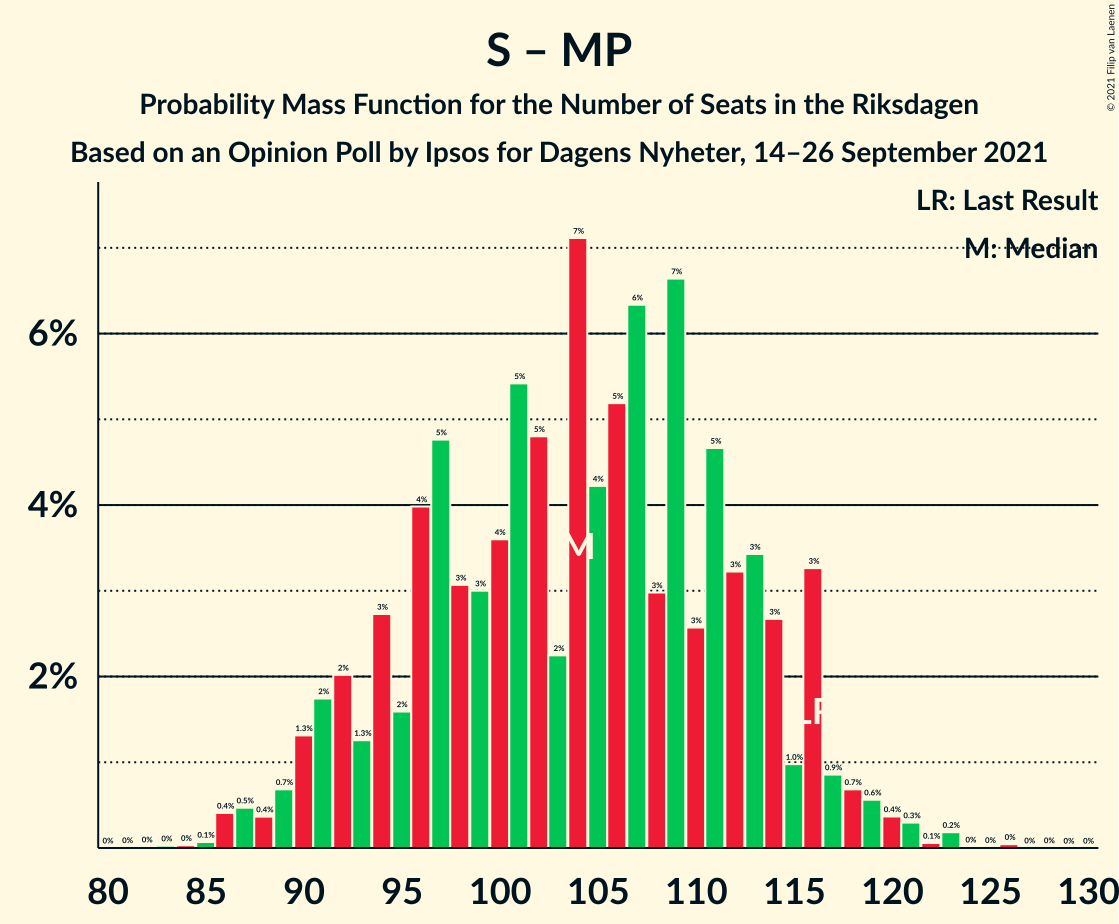 S – MP
Probability Mass Function for the Number of Seats in the Riksdagen
Based on an Opinion Poll by Ipsos for Dagens Nyheter, 14–26 September 2021
© 2021 Filip van Laenen
LR: Last Result
M: Median
6%
4%
2%
0% 0% 0% 0% 0% 0.1% 0.4% 0.5% 0.4% 0.7% 1.3% 2% 2% 1.3% 3% 2% 4% 5% 3% 3% 4% 5% 5% 2% 7% 4% 5% 6% 3% 7% 3% 5% 3% 3% 3% 1.0% 3% 0.9% 0.7% 0.6% 0.4% 0.3% 0.1% 0.2% 0% 0% 0% 0% 0% 0% 0%
M
LR
80 85 90 95 100 105 110 115 120 125 130